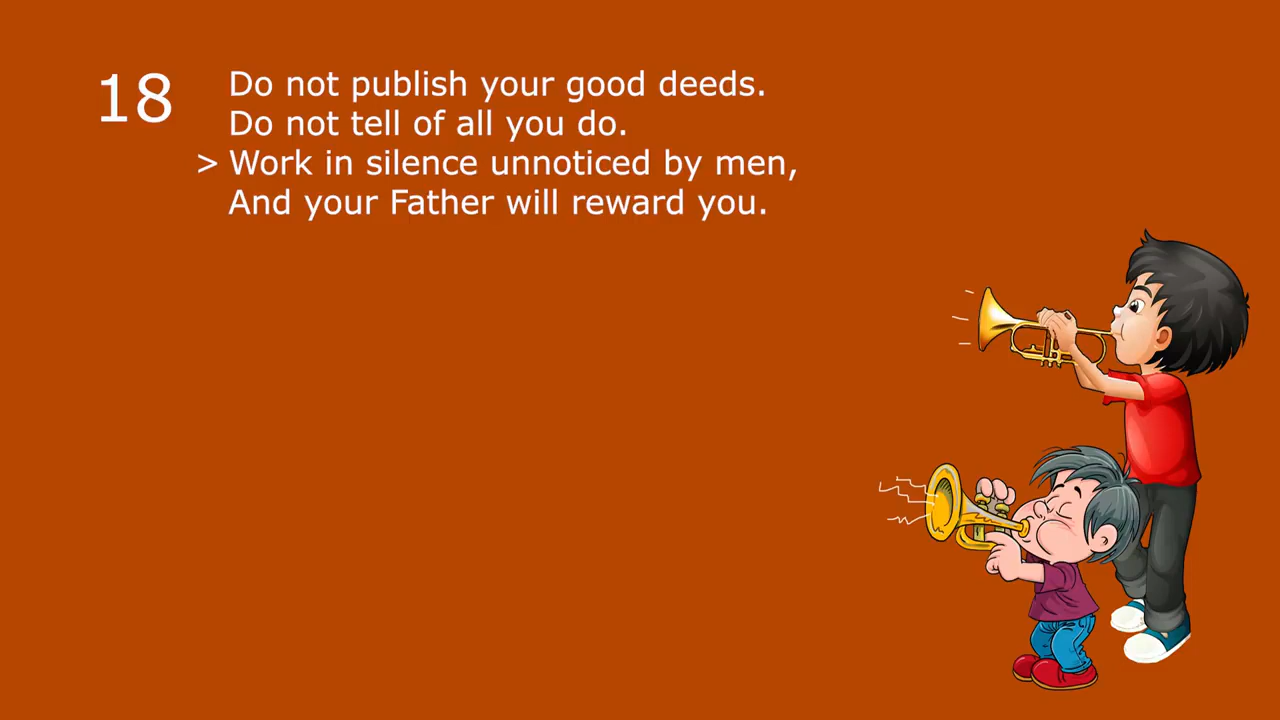 18
Do not publish your good deeds.
Do not tell of all you do.
> Work in silence unnoticed by men,
And your Father will reward you.